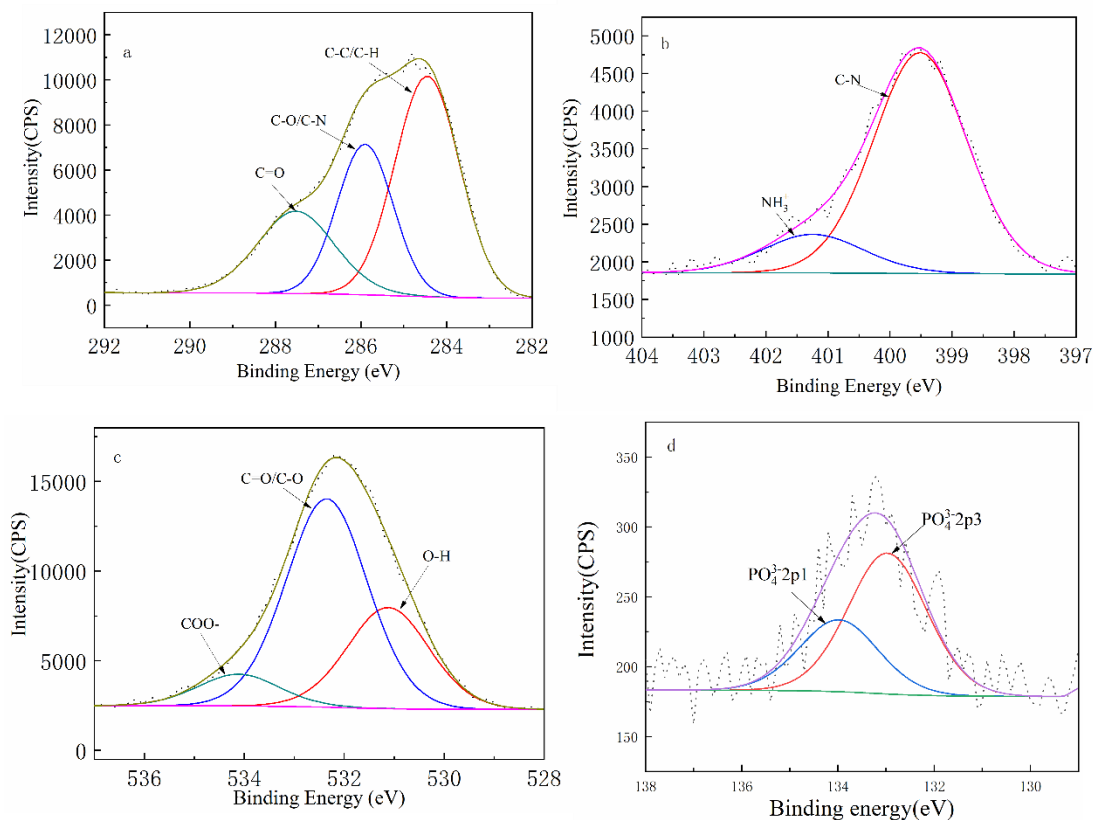 a
C-C/C-H
C-O/C-N
C=O
Intensity(CPS)
12000
10000
8000
6000
4000
2000
0
292
290
288
286
284
282
Binding Energy (eV)
b
C-N
NH₃⁺
Intensity(CPS)
5000
4500
4000
3500
3000
2500
2000
1500
1000
404
403
402
401
400
399
398
397
Binding Energy (eV)
c
C=O/C-O
O-H
COO-
Intensity(CPS)
15000
10000
5000
0
536
534
532
530
528
Binding Energy (eV)
d
PO₄³⁻2p3
PO₄³⁻2p1
Intensity(CPS)
350
300
250
200
150
138
136
134
132
130
Binding energy(eV)